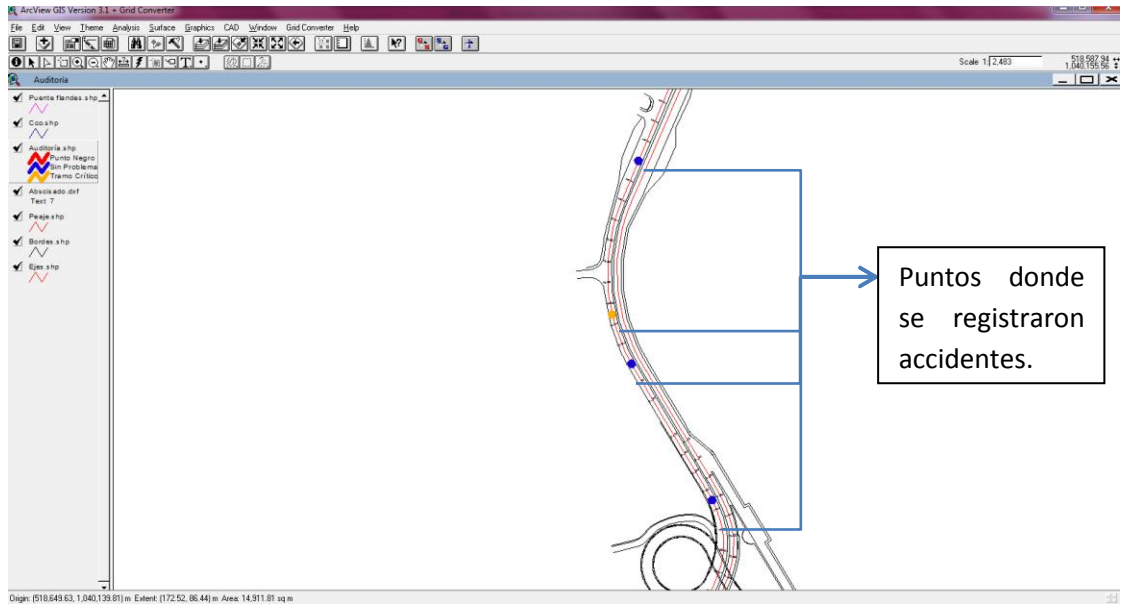 ArcView GIS Version 3.1 + Grid Converter
File Edit View Theme Analysis Surface Graphics CAD Window Grid Converter Help
Scale 1: 2,483
518,587.94
1,040,155.56
Auditoría
Puente flandes.shp
Coo.shp
Auditoría.shp
Punto Negro
Sin Problema
Tramo Crítico
Abscisado.dxf
Text 7
Peaje.shp
Bordes.shp
Ejes.shp
Puntos donde
se registraron
accidentes.
Origin: (518,649.63, 1,040,139.81) m Extent: (172.52, 86.44) m Area: 14,911.81 sq m